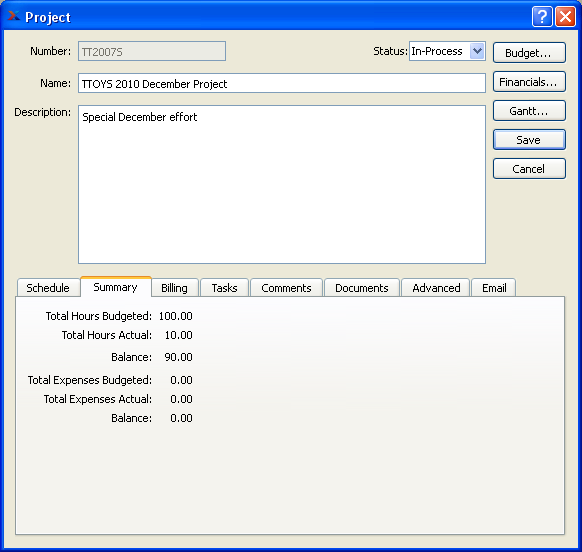 Project
Number: TT2007S Status: In-Process Budget...
Name: TTOYS 2010 December Project Financials...
Description: Special December effort Gantt...
Save
Cancel
Schedule Summary Billing Tasks Comments Documents Advanced Email
Total Hours Budgeted: 100.00
Total Hours Actual: 10.00
Balance: 90.00
Total Expenses Budgeted: 0.00
Total Expenses Actual: 0.00
Balance: 0.00